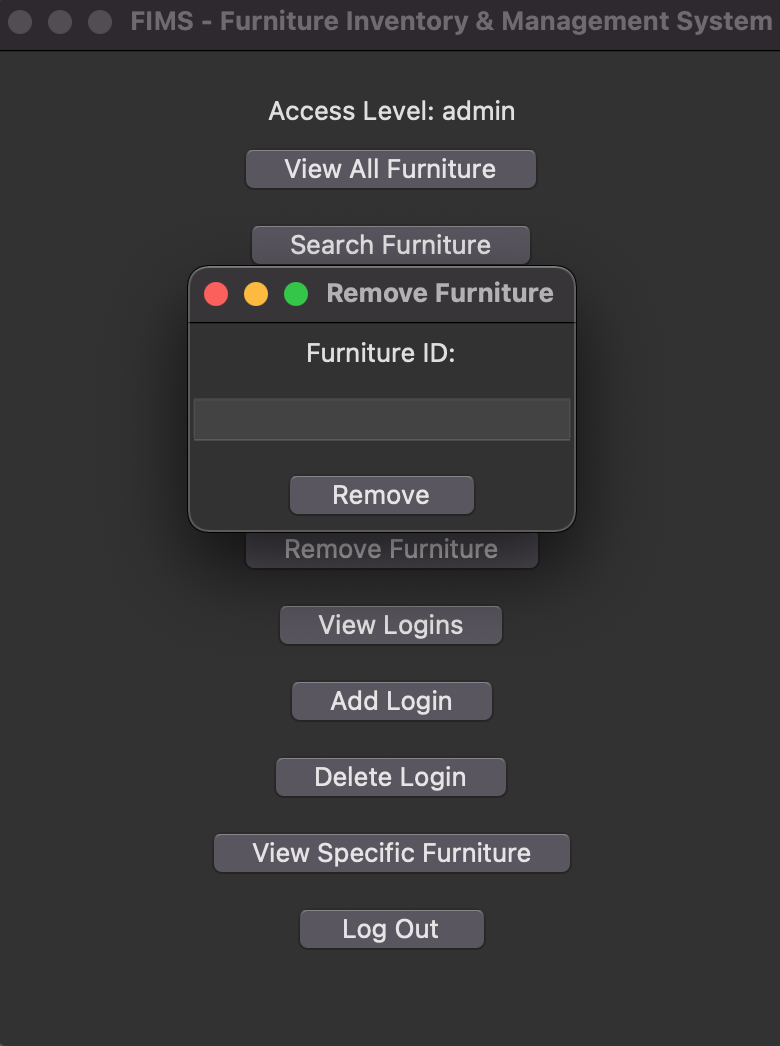 FIMS - Furniture Inventory & Management System
Access Level: admin
View All Furniture
Search Furniture
Remove Furniture
Furniture ID:
Remove
Remove Furniture
View Logins
Add Login
Delete Login
View Specific Furniture
Log Out